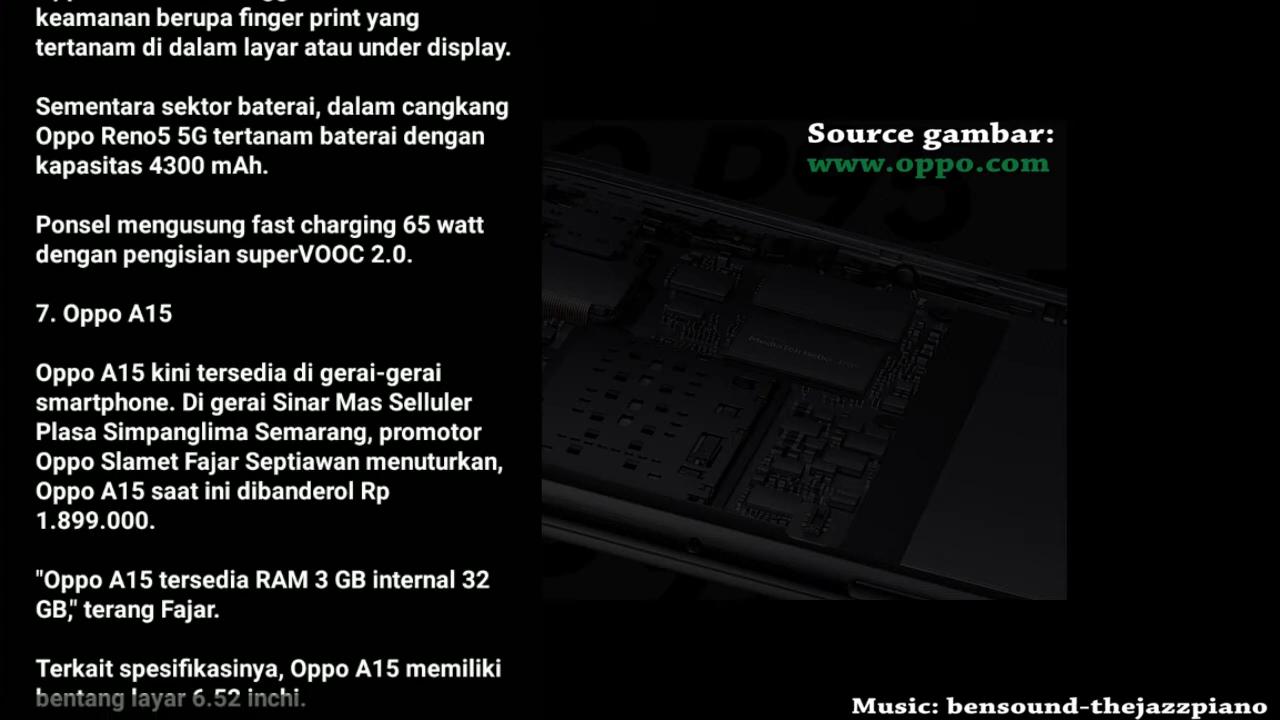 keamanan berupa finger print yang
tertanam di dalam layar atau under display.
Sementara sektor baterai, dalam cangkang
Oppo Reno5 5G tertanam baterai dengan
kapasitas 4300 mAh.
Ponsel mengusung fast charging 65 watt
dengan pengisian superVOOC 2.0.
7. Oppo A15
Oppo A15 kini tersedia di gerai-gerai
smartphone. Di gerai Sinar Mas Selluler
Plasa Simpanglima Semarang, promotor
Oppo Slamet Fajar Septiawan menuturkan,
Oppo A15 saat ini dibanderol Rp
1.899.000.
"Oppo A15 tersedia RAM 3 GB internal 32
GB," terang Fajar.
Terkait spesifikasinya, Oppo A15 memiliki
bentang layar 6.52 inchi.
Source gambar:
www.oppo.com
Music: bensound-thejazzpiano